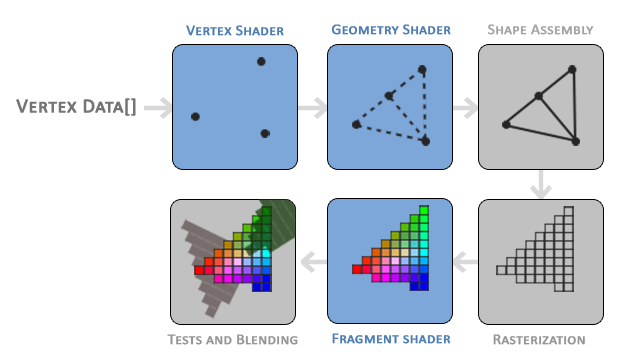 Vertex Shader
Geometry Shader
Shape Assembly
Vertex Data[]
Tests and Blending
Fragment shader
Rasterization